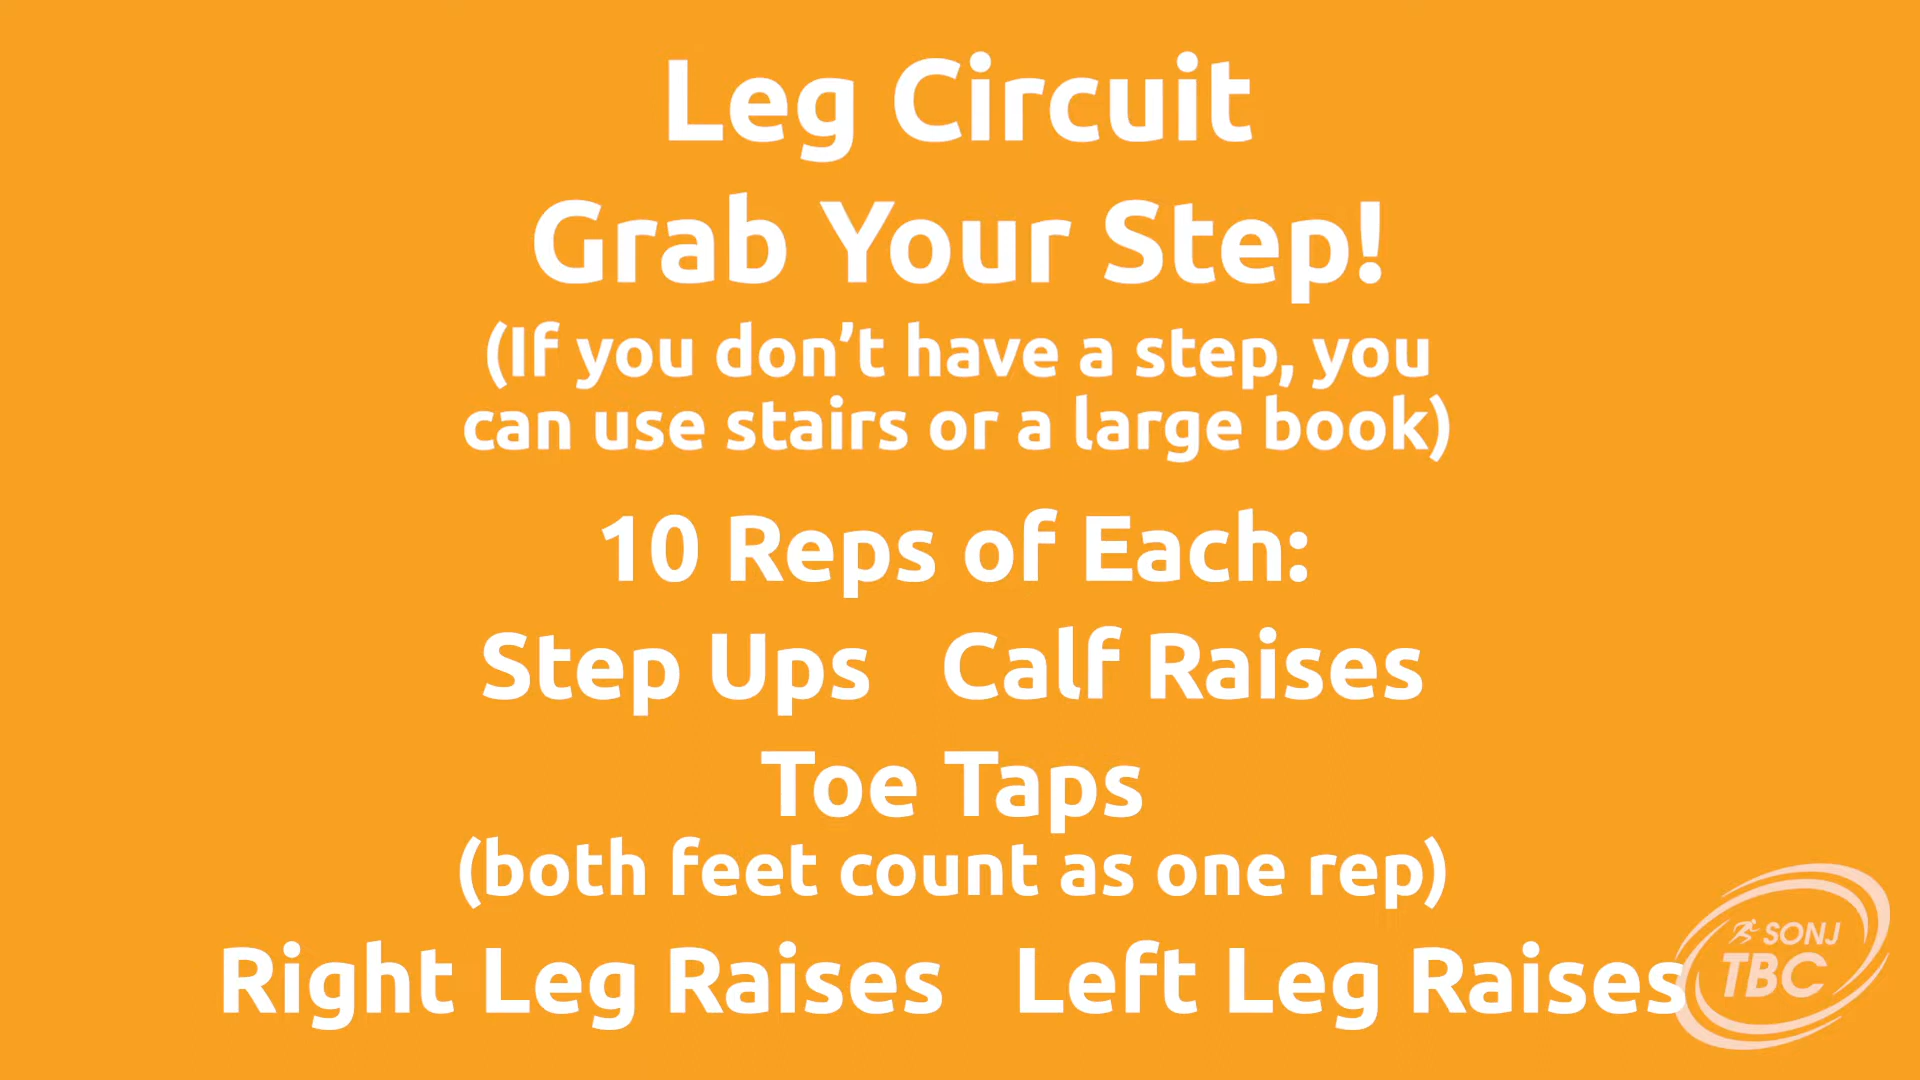 Leg Circuit
Grab Your Step!
(If you don’t have a step, you
can use stairs or a large book)
10 Reps of Each:
Step Ups   Calf Raises
Toe Taps
(both feet count as one rep)
Right Leg Raises   Left Leg Raises
SONJ
TBC